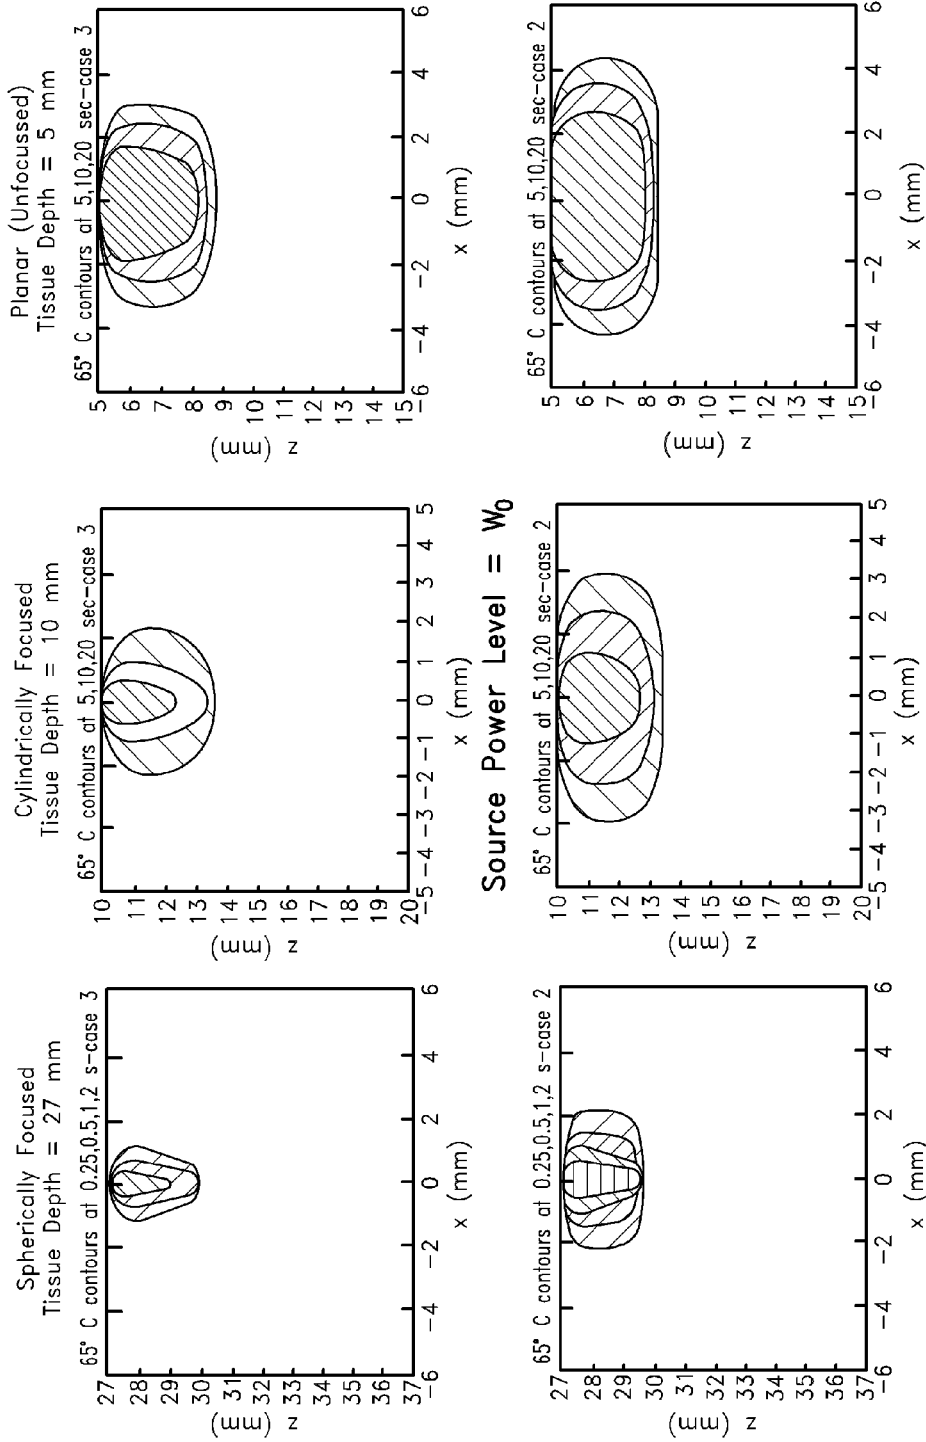 Spherically Focused
Tissue Depth = 27 mm
65° C contours at 0.25,0.5,1,2 s-case 3
27
28
29
30
31
32
33
34
35
36
37
z (mm)
-6 -4 -2 0 2 4 6
x (mm)
Cylindrically Focused
Tissue Depth = 10 mm
65° C contours at 5,10,20 sec-case 3
10
11
12
13
14
15
16
17
18
19
20
z (mm)
-5 -4 -3 -2 -1 0 1 2 3 4 5
x (mm)
Planar (Unfocussed)
Tissue Depth = 5 mm
65° C contours at 5,10,20 sec-case 3
5
6
7
8
9
10
11
12
13
14
15
z (mm)
-6 -4 -2 0 2 4 6
x (mm)
Source Power Level = W0
65° C contours at 0.25,0.5,1,2 s-case 2
27
28
29
30
31
32
33
34
35
36
37
z (mm)
-6 -4 -2 0 2 4 6
x (mm)
65° C contours at 5,10,20 sec-case 2
10
11
12
13
14
15
16
17
18
19
20
z (mm)
-5 -4 -3 -2 -1 0 1 2 3 4 5
x (mm)
65° C contours at 5,10,20 sec-case 2
5
6
7
8
9
10
11
12
13
14
15
z (mm)
-6 -4 -2 0 2 4 6
x (mm)